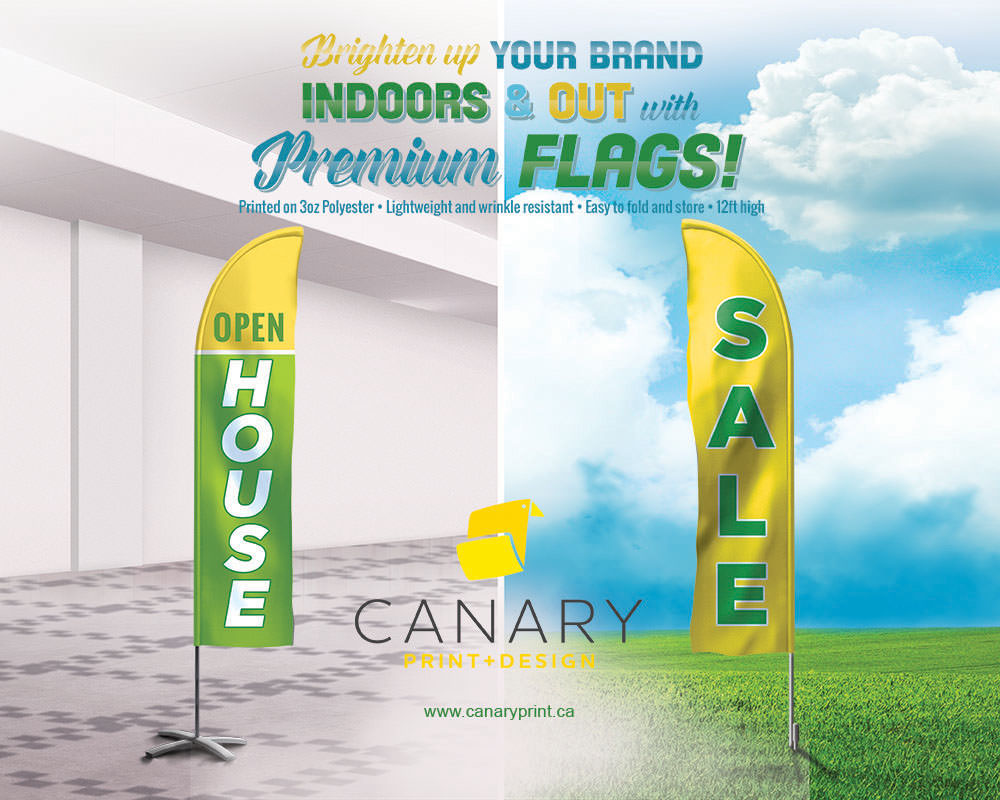 Brighten up YOUR BRAND
INDOORS & OUT with
Premium FLAGS!
Printed on 3oz Polyester • Lightweight and wrinkle resistant • Easy to fold and store • 12ft high
OPEN
HOUSE
SALE
CANARY
PRINT+DESIGN
www.canaryprint.ca